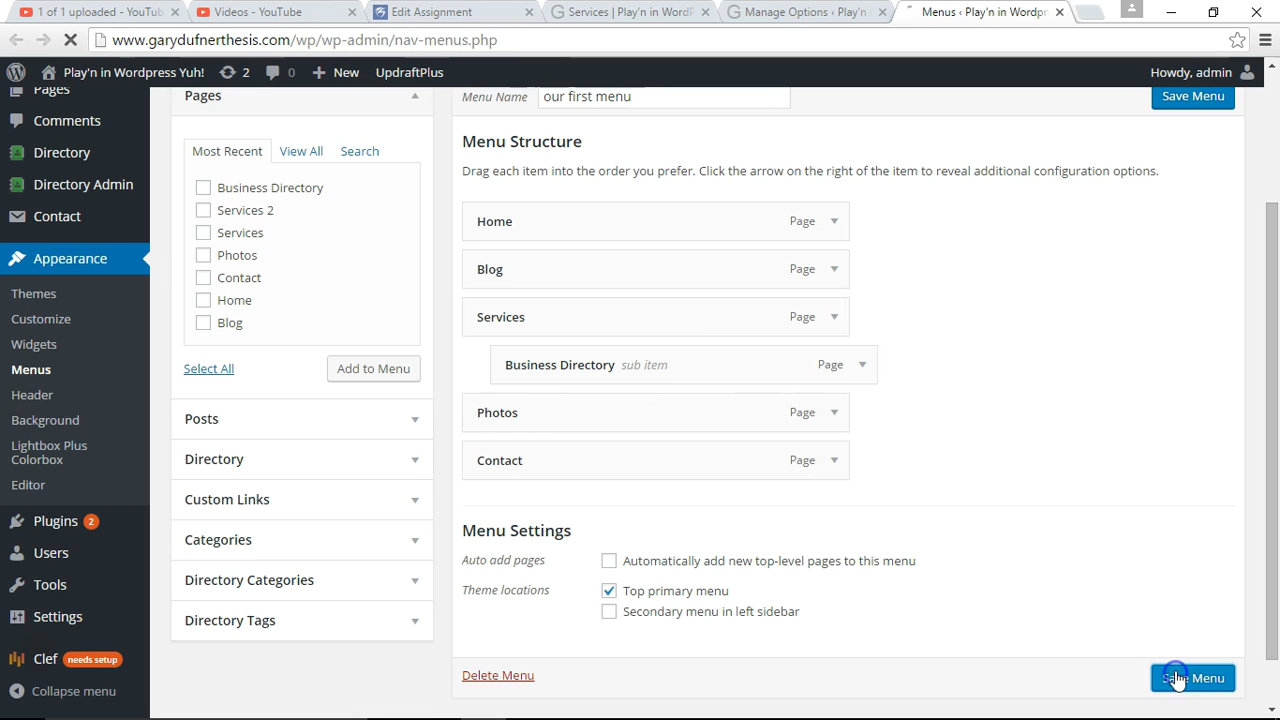 1 of 1 uploaded - YouTub
Videos - YouTube
Edit Assignment
Services | Play'n in WordP
Manage Options ‹ Play'n
Menus ‹ Play'n in Wordpr
www.garydufnerthesis.com/wp/wp-admin/nav-menus.php
Play'n in Wordpress Yuh! 2 0 New UpdraftPlus Howdy, admin
Pages
Comments
Directory
Directory Admin
Contact
Appearance
Themes
Customize
Widgets
Menus
Header
Background
Lightbox Plus
Colorbox
Editor
Plugins 2
Users
Tools
Settings
Clef needs setup
Collapse menu
Pages
Most Recent View All Search
Business Directory
Services 2
Services
Photos
Contact
Home
Blog
Select All Add to Menu
Posts
Directory
Custom Links
Categories
Directory Categories
Directory Tags
Menu Name our first menu Save Menu
Menu Structure
Drag each item into the order you prefer. Click the arrow on the right of the item to reveal additional configuration options.
Home Page
Blog Page
Services Page
Business Directory sub item Page
Photos Page
Contact Page
Menu Settings
Auto add pages Automatically add new top-level pages to this menu
Theme locations Top primary menu
Secondary menu in left sidebar
Delete Menu Save Menu